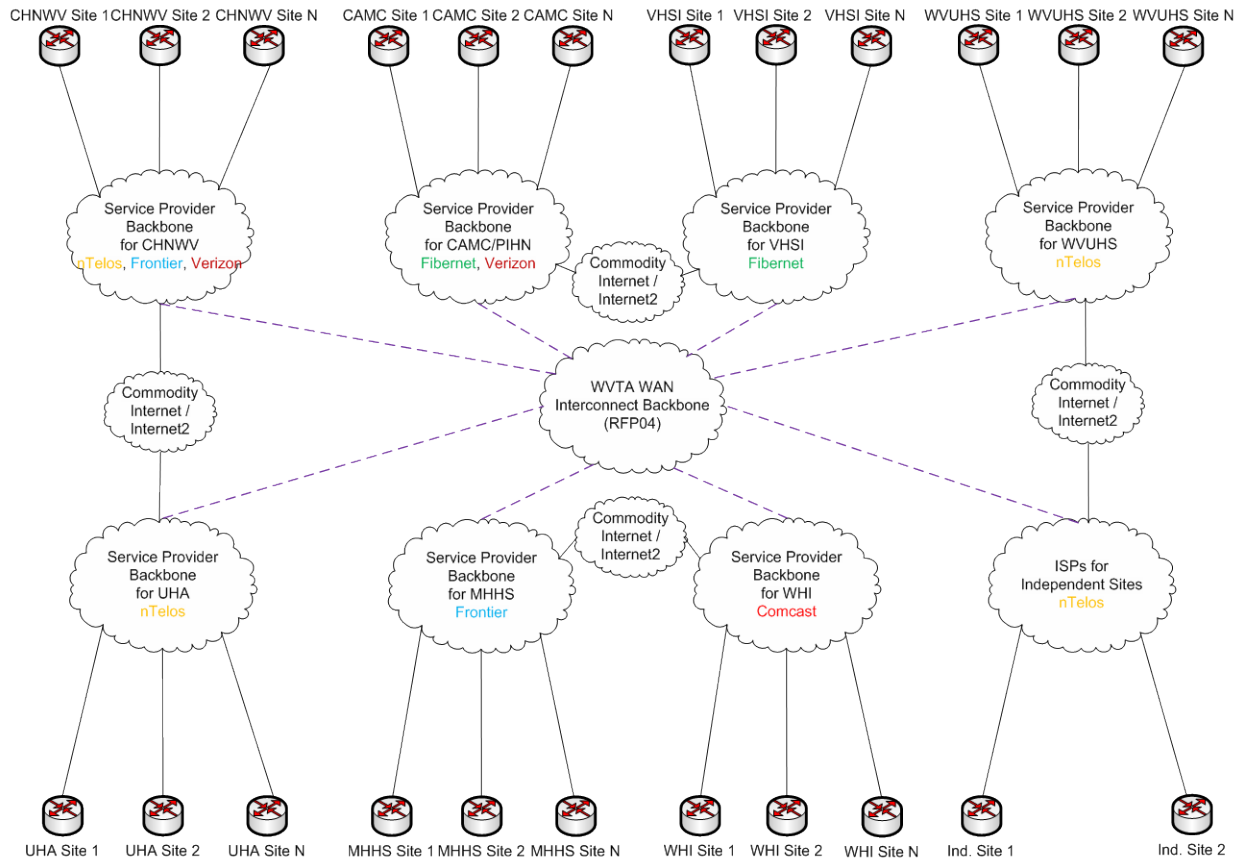 CHNWV Site 1 CHNWV Site 2 CHNWV Site N
CAMC Site 1 CAMC Site 2 CAMC Site N
VHSI Site 1 VHSI Site 2 VHSI Site N
WVUHS Site 1 WVUHS Site 2 WVUHS Site N
Service Provider
Backbone
for CHNWV
nTelos, Frontier, Verizon
Service Provider
Backbone
for CAMC/PIHN
Fibernet, Verizon
Commodity
Internet /
Internet2
Service Provider
Backbone
for VHSI
Fibernet
Service Provider
Backbone
for WVUHS
nTelos
Commodity
Internet /
Internet2
WVTA WAN
Interconnect Backbone
(RFP04)
Commodity
Internet /
Internet2
Service Provider
Backbone
for UHA
nTelos
Service Provider
Backbone
for MHHS
Frontier
Commodity
Internet /
Internet2
Service Provider
Backbone
for WHI
Comcast
ISPs for
Independent Sites
nTelos
UHA Site 1 UHA Site 2 UHA Site N
MHHS Site 1 MHHS Site 2 MHHS Site N
WHI Site 1 WHI Site 2 WHI Site N
Ind. Site 1 Ind. Site 2